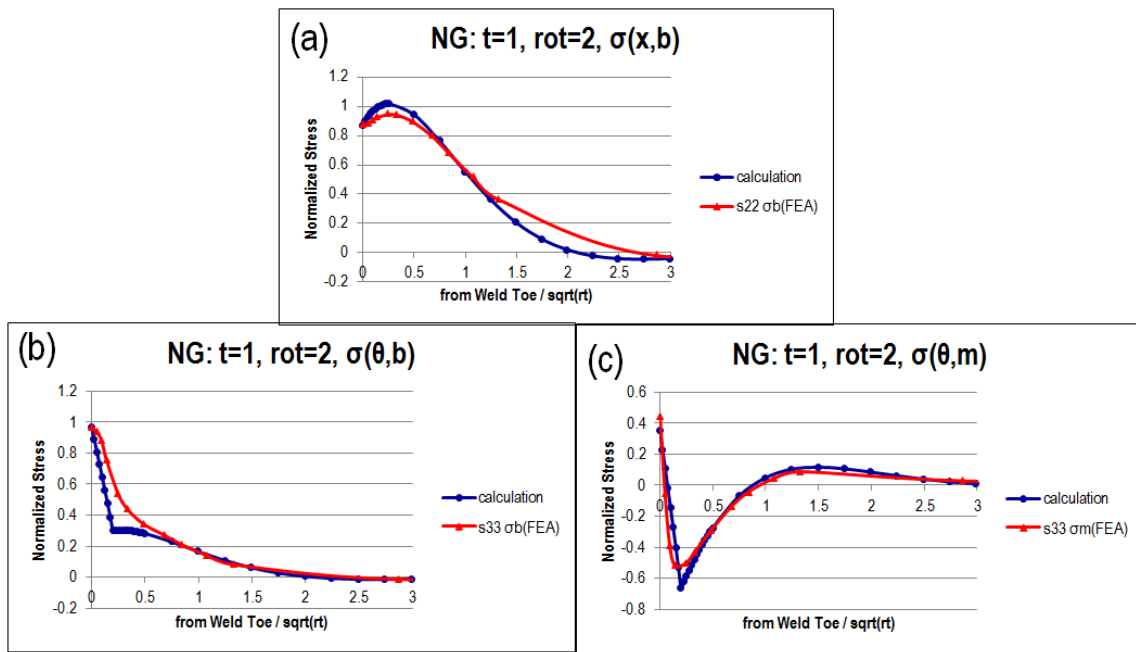 (a)
NG: t=1, rot=2, σ(x,b)
1.2
1
0.8
0.6
0.4
0.2
0
-0.2
0 0.5 1 1.5 2 2.5 3
Normalized Stress
from Weld Toe / sqrt(rt)
calculation
s22 σb(FEA)
(b)
NG: t=1, rot=2, σ(θ,b)
1.2
1
0.8
0.6
0.4
0.2
0
-0.2
0 0.5 1 1.5 2 2.5 3
Normalized Stress
from Weld Toe / sqrt(rt)
calculation
s33 σb(FEA)
(c)
NG: t=1, rot=2, σ(θ,m)
0.6
0.4
0.2
0
-0.2
-0.4
-0.6
-0.8
0 0.5 1 1.5 2 2.5 3
Normalized Stress
from Weld Toe / sqrt(rt)
calculation
s33 σm(FEA)